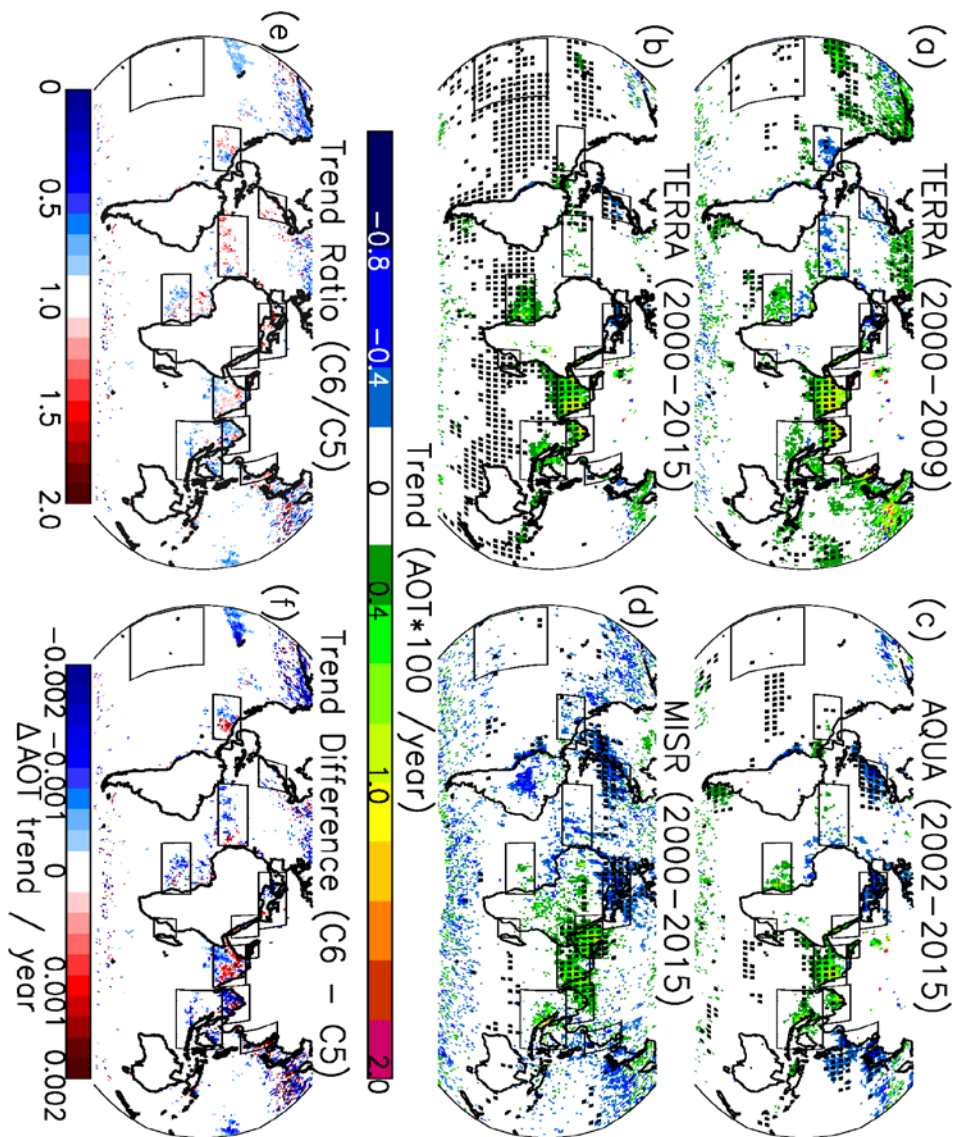 (a) TERRA (2000-2009)
(c) AQUA (2002-2015)
(b) TERRA (2000-2015)
(d) MISR (2000-2015)
Trend (AOT*100 /year)
-0.8 -0.4 0 0.4 1.0 2.0
(e) Trend Ratio (C6/C5)
0 0.5 1.0 1.5 2.0
(f) Trend Difference (C6 - C5)
-0.002 -0.001 0 0.001 0.002
ΔAOT trend / year